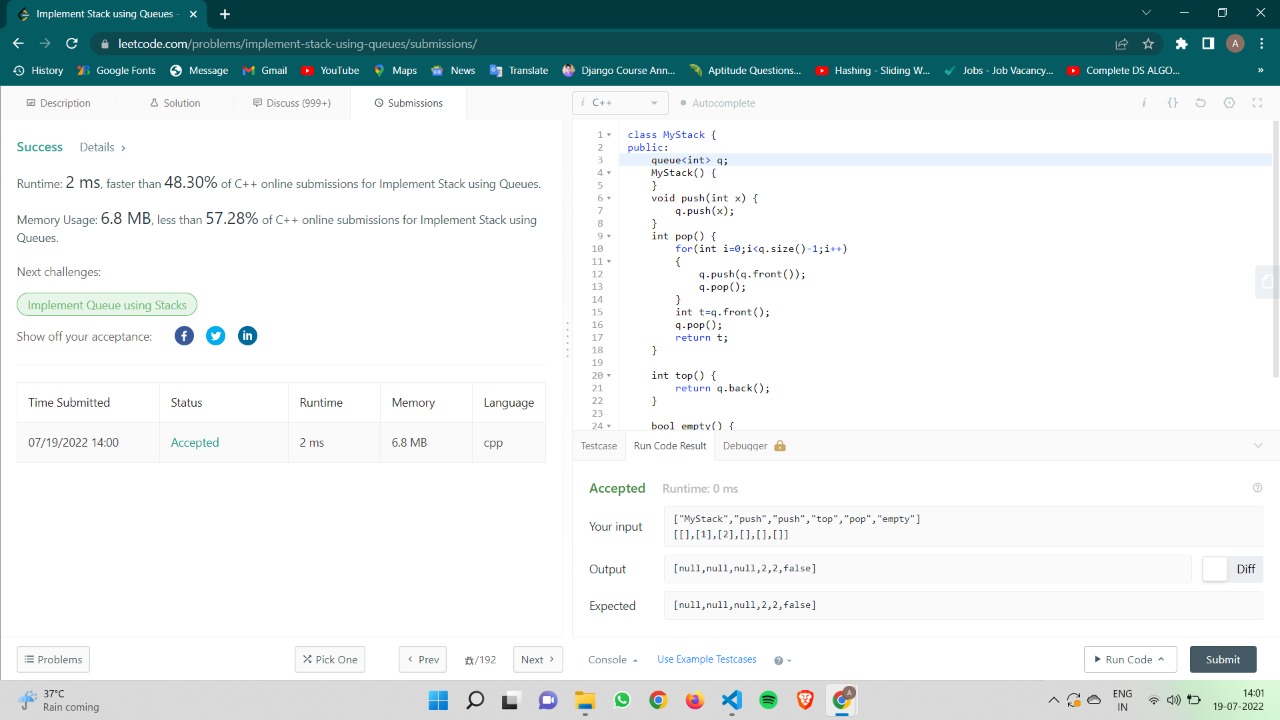 Implement Stack using Queues -
leetcode.com/problems/implement-stack-using-queues/submissions/
A
History
Google Fonts
Message
Gmail
YouTube
Maps
News
Translate
Django Course Ann...
Aptitude Questions...
Hashing - Sliding W...
Jobs - Job Vacancy,...
Complete DS ALGO...
»
Description
Solution
Discuss (999+)
Submissions
i C++
Autocomplete
Success Details >
Runtime: 2 ms, faster than 48.30% of C++ online submissions for Implement Stack using Queues.
Memory Usage: 6.8 MB, less than 57.28% of C++ online submissions for Implement Stack using
Queues.
Next challenges:
Implement Queue using Stacks
Show off your acceptance:
Time Submitted Status Runtime Memory Language
07/19/2022 14:00 Accepted 2 ms 6.8 MB cpp
1 class MyStack {
2 public:
3 queue<int> q;
4 MyStack() {
5 }
6 void push(int x) {
7 q.push(x);
8 }
9 int pop() {
10 for(int i=0;i<q.size()-1;i++)
11 {
12 q.push(q.front());
13 q.pop();
14 }
15 int t=q.front();
16 q.pop();
17 return t;
18 }
19
20 int top() {
21 return q.back();
22 }
23
24 bool empty() {
Testcase Run Code Result Debugger
Accepted Runtime: 0 ms
Your input
["MyStack","push","push","top","pop","empty"]
[[],[1],[2],[],[],[]]
Output [null,null,null,2,2,false] Diff
Expected [null,null,null,2,2,false]
Problems
Pick One
< Prev
/192
Next >
Console
Use Example Testcases
Run Code
Submit
37°C
Rain coming
A
ENG
IN
14:01
19-07-2022